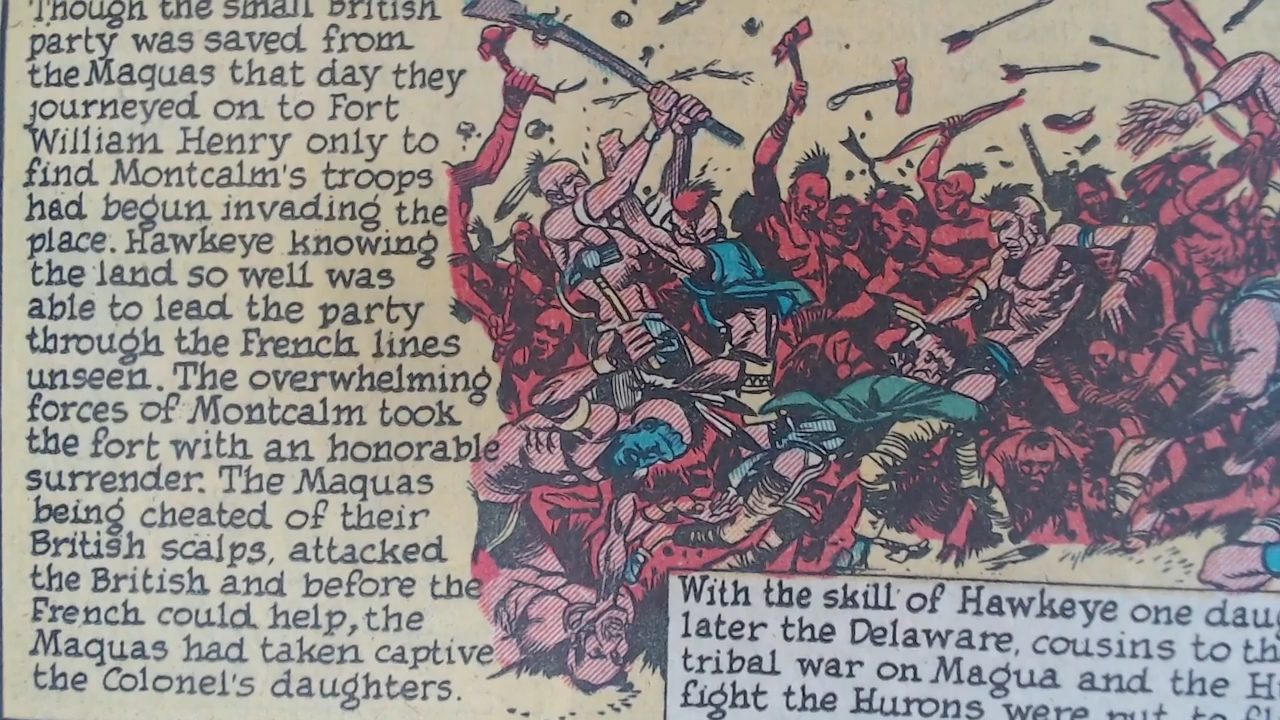 Though the small British
party was saved from
the Maquas that day they
journeyed on to Fort
William Henry only to
find Montcalm's troops
had begun invading the
place. Hawkeye knowing
the land so well was
able to lead the party
through the French lines
unseen. The overwhelming
forces of Montcalm took
the fort with an honorable
surrender. The Maquas
being cheated of their
British scalps, attacked
the British and before the
French could help, the
Maquas had taken captive
the Colonel's daughters.
With the skill of Hawkeye one
later the Delaware, cousins to
tribal war on Magua and the
fight the Hurons were put to